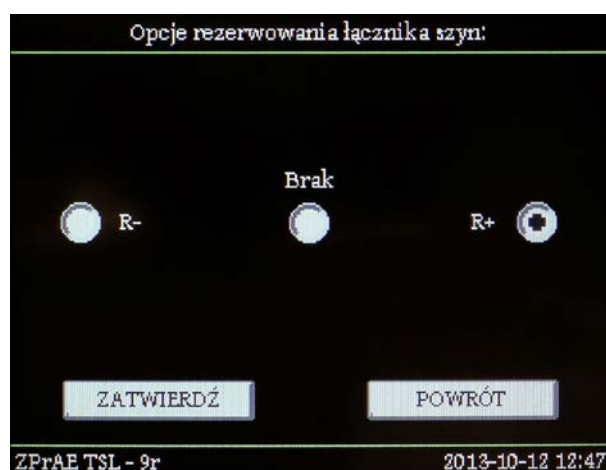 Opcje rezerwowania łącznika szyn:
Brak
R- R+
ZATWIERDŹ POWRÓT
ZPrAE TSL - 9r 2013-10-12 12:47